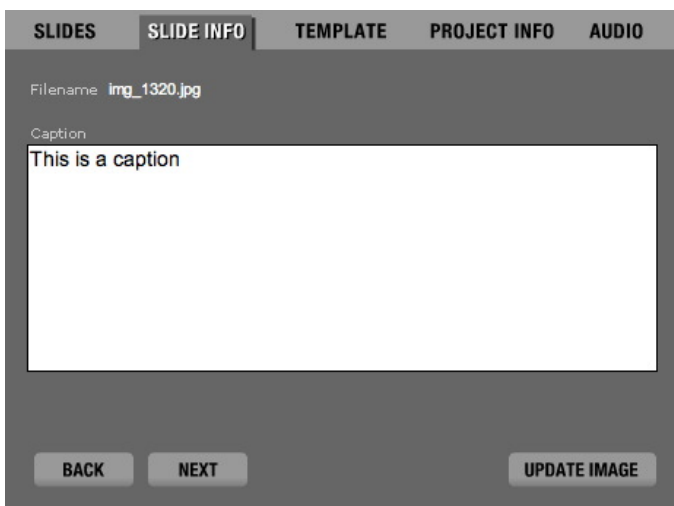 SLIDES SLIDE INFO TEMPLATE PROJECT INFO AUDIO
Filename img_1320.jpg
Caption
This is a caption
BACK NEXT UPDATE IMAGE